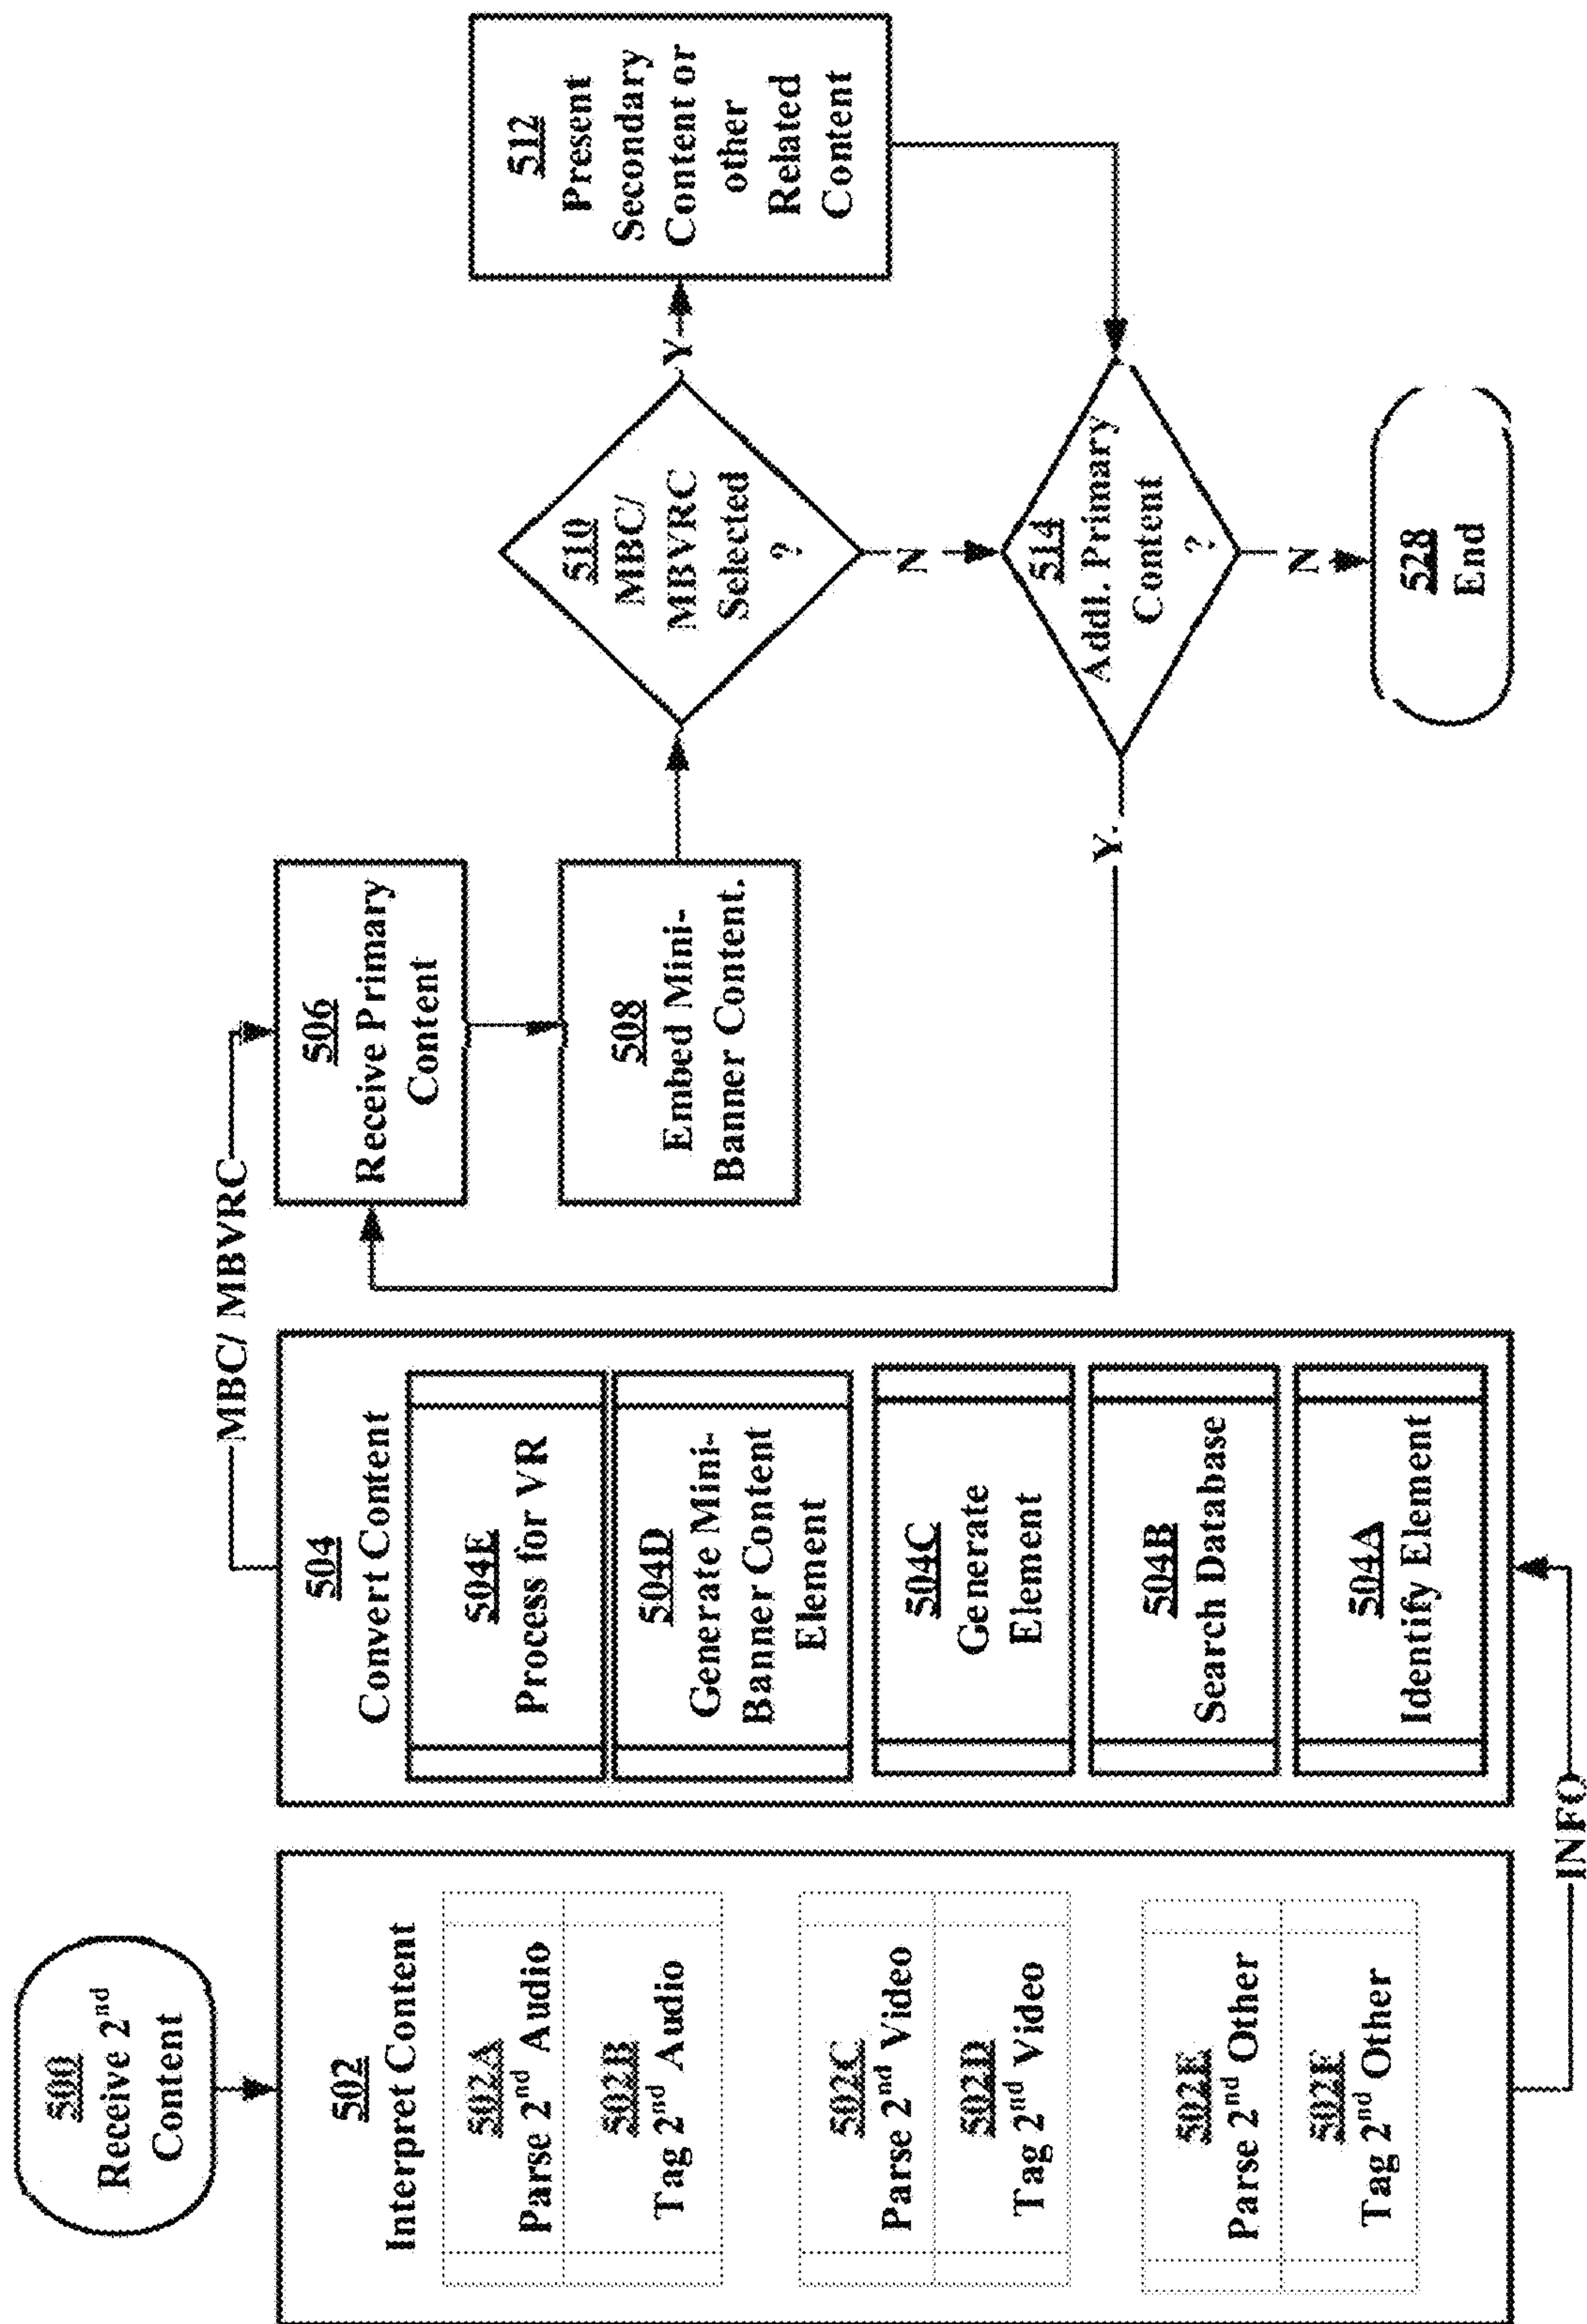 500
Receive 2nd
Content
502
Interpret Content
502A
Parse 2nd Audio
502B
Tag 2nd Audio
502C
Parse 2nd Video
502D
Tag 2nd Video
502E
Parse 2nd Other
502F
Tag 2nd Other
INFO
504
Convert Content
504E
Process for VR
504D
Generate Mini-
Banner Content
Element
504C
Generate
Element
504B
Search Database
504A
Identify Element
MBC/ MBVRC
506
Receive Primary
Content
508
Embed Mini-
Banner Content.
510
MBC/
MBVRC
Selected
?
Y
N
512
Present
Secondary
Content or
other
Related
Content
514
Addl. Primary
Content
?
Y
N
528
End